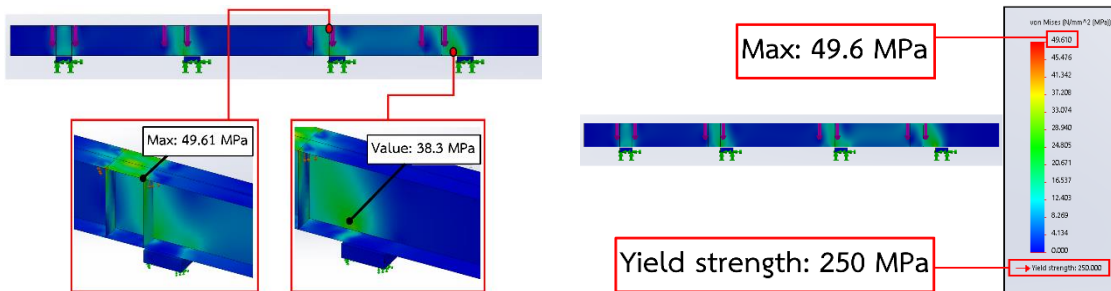 Max: 49.61 MPa
Value: 38.3 MPa
Max: 49.6 MPa
Yield strength: 250 MPa
von Mises (N/mm^2 (MPa))
49.610
45.476
41.342
37.208
33.074
28.940
24.805
20.671
16.537
12.403
8.269
4.134
0.000
Yield strength: 250.000